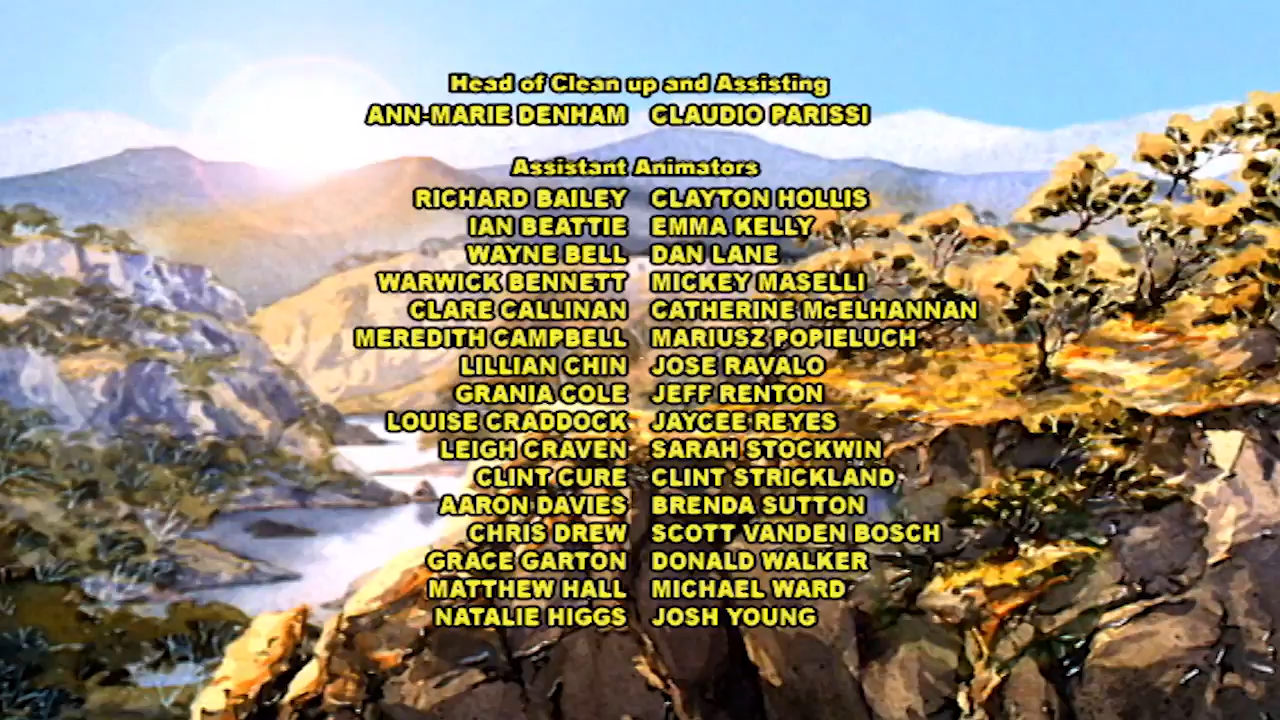 Head of Clean up and Assisting
ANN-MARIE DENHAM CLAUDIO PARISSI
Assistant Animators
RICHARD BAILEY CLAYTON HOLLIS
IAN BEATTIE EMMA KELLY
WAYNE BELL DAN LANE
WARWICK BENNETT MICKEY MASELLI
CLARE CALLINAN CATHERINE McELHANNAN
MEREDITH CAMPBELL MARIUSZ POPIELUCH
LILLIAN CHIN JOSE RAVALO
GRANIA COLE JEFF RENTON
LOUISE CRADDOCK JAYCEE REYES
LEIGH CRAVEN SARAH STOCKWIN
CLINT CURE CLINT STRICKLAND
AARON DAVIES BRENDA SUTTON
CHRIS DREW SCOTT VANDEN BOSCH
GRACE GARTON DONALD WALKER
MATTHEW HALL MICHAEL WARD
NATALIE HIGGS JOSH YOUNG